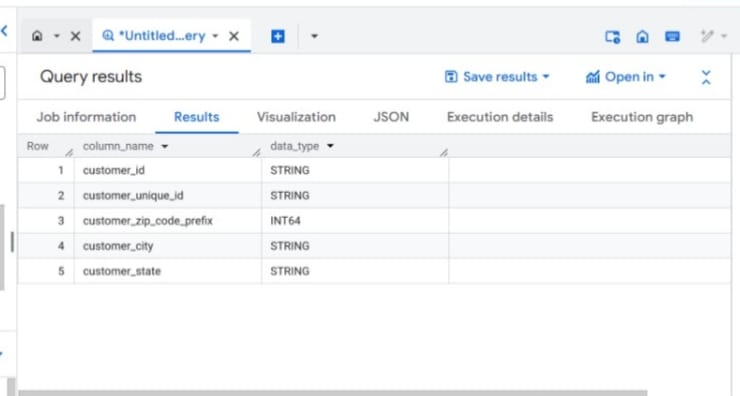 *Untitled...ery
Query results Save results Open in
Job information Results Visualization JSON Execution details Execution graph
Row column_name data_type
1 customer_id STRING
2 customer_unique_id STRING
3 customer_zip_code_prefix INT64
4 customer_city STRING
5 customer_state STRING